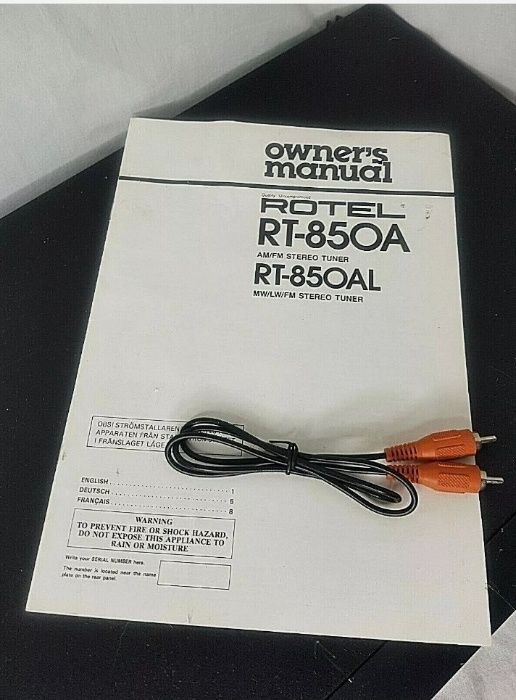 owner's
manual
ROTEL
RT-850A
AM/FM STEREO TUNER
RT-850AL
MW/LW/FM STEREO TUNER
OBS! STRÖMSTÄLLAREN
APPARATEN FRÅN
I FRÅNSLAGET LÄGE
ENGLISH 1
DEUTSCH 5
FRANÇAIS 8
WARNING
TO PREVENT FIRE OR SHOCK HAZARD,
DO NOT EXPOSE THIS APPLIANCE TO
RAIN OR MOISTURE
Write your SERIAL NUMBER here.
The number is located near the name
plate on the rear panel.